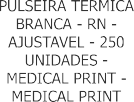 PULSEIRA TERMICA
BRANCA - RN -
AJUSTAVEL - 250
UNIDADES -
MEDICAL PRINT -
MEDICAL PRINT